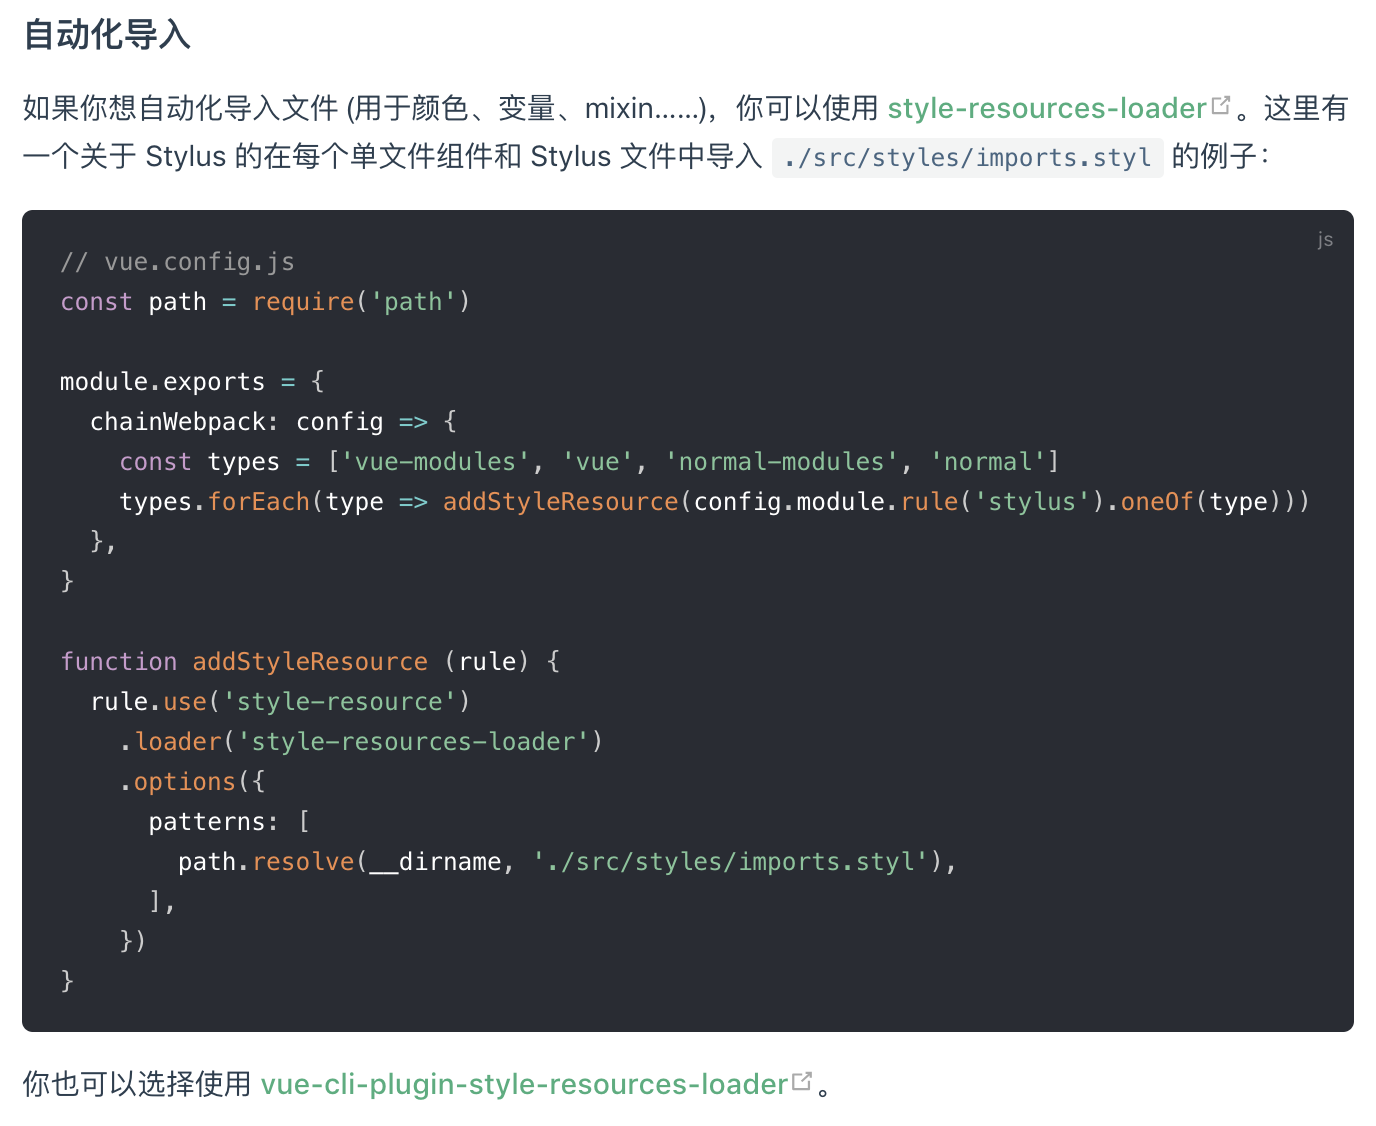 自动化导入
如果你想自动化导入文件 (用于颜色、变量、mixin……)，你可以使用 style-resources-loader。这里有
一个关于 Stylus 的在每个单文件组件和 Stylus 文件中导入 ./src/styles/imports.styl 的例子：
js
// vue.config.js
const path = require('path')

module.exports = {
  chainWebpack: config => {
    const types = ['vue-modules', 'vue', 'normal-modules', 'normal']
    types.forEach(type => addStyleResource(config.module.rule('stylus').oneOf(type)))
  },
}

function addStyleResource (rule) {
  rule.use('style-resource')
    .loader('style-resources-loader')
    .options({
      patterns: [
        path.resolve(__dirname, './src/styles/imports.styl'),
      ],
    })
}
你也可以选择使用 vue-cli-plugin-style-resources-loader。